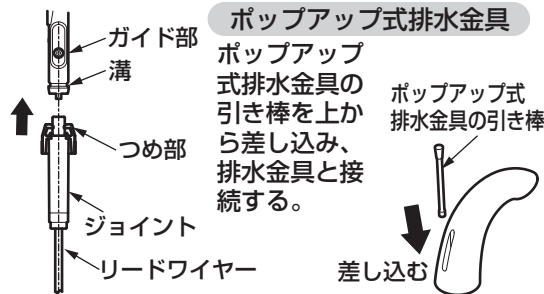 ポップアップ式排水金具
ポップアップ
式排水金具の
引き棒を上か
ら差し込み、
排水金具と接
続する。
ガイド部
溝
つめ部
ジョイント
リードワイヤー
ポップアップ式
排水金具の引き棒
差し込む